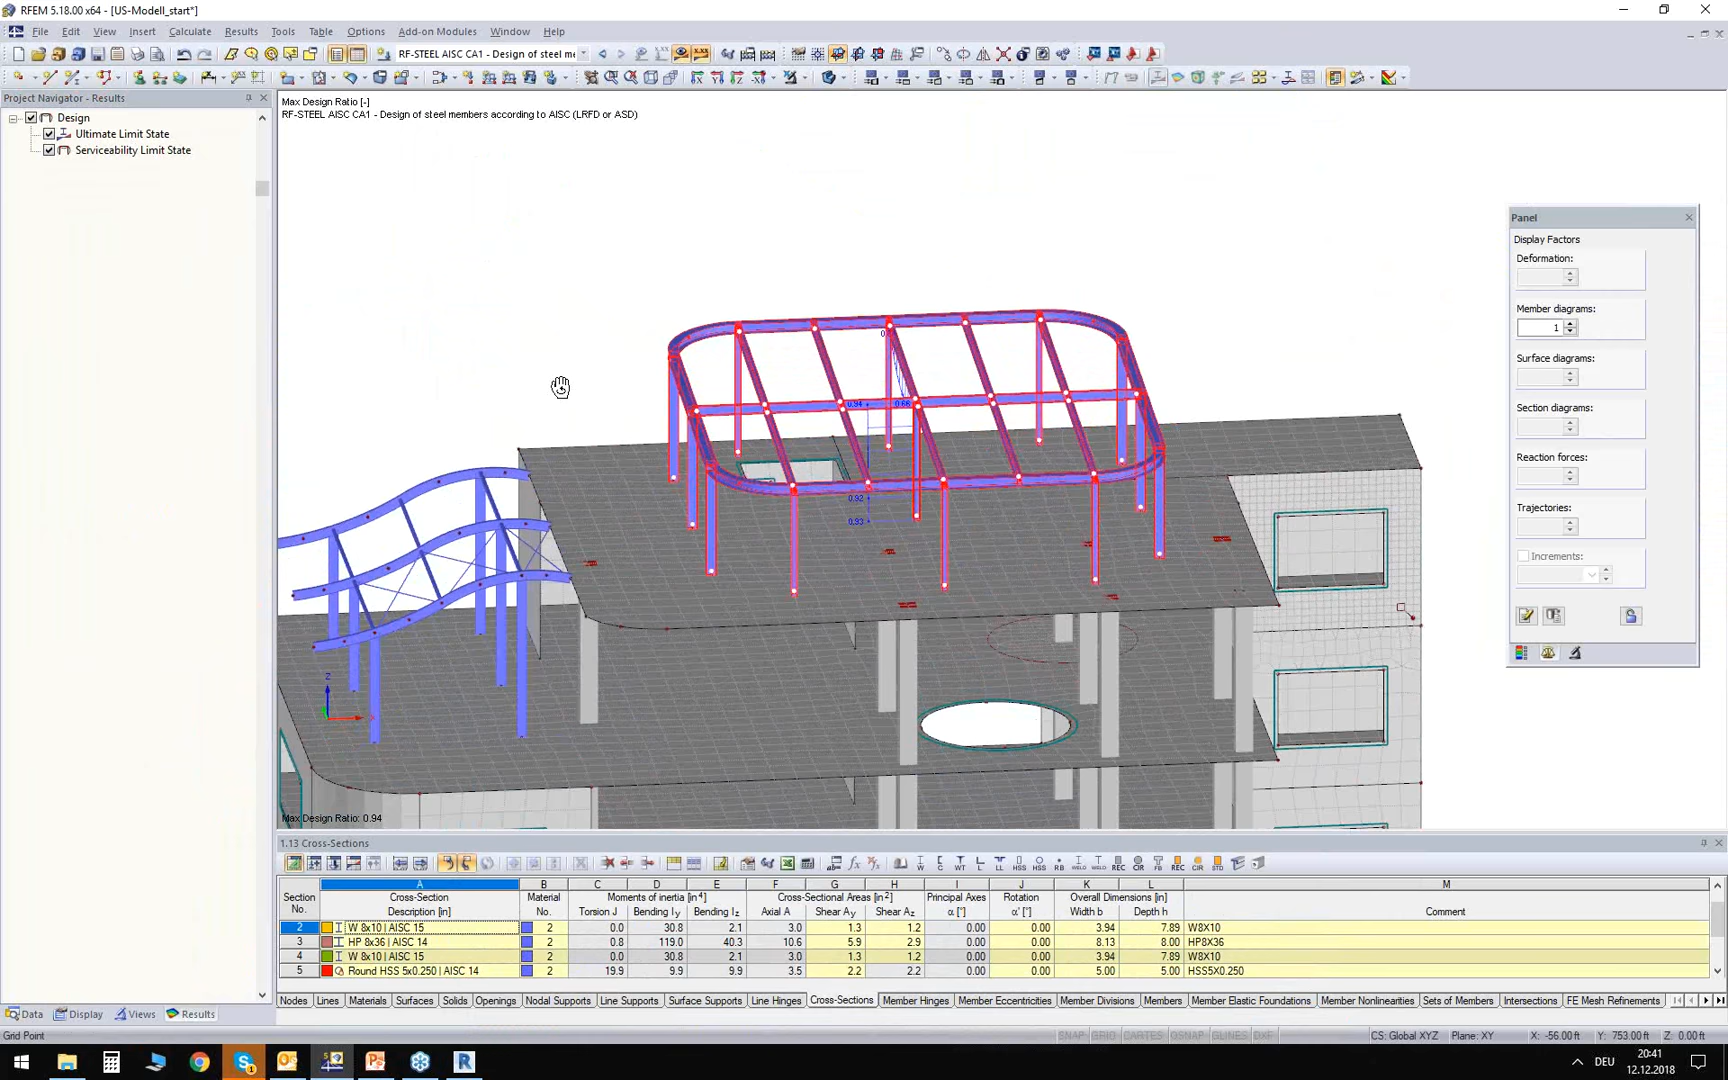 RFEM 5.18.00 x64 - [US-Modell_start*]
File Edit View Insert Calculate Results Tools Table Options Add-on Modules Window Help
RF-STEEL AISC CA1 - Design of steel me
Project Navigator - Results
Design
Ultimate Limit State
Serviceability Limit State
Max Design Ratio [-]
RF-STEEL AISC CA1 - Design of steel members according to AISC (LRFD or ASD)
0.94
0.66
0.92
0.93
Z
Max Design Ratio: 0.94
Panel
Display Factors
Deformation:
Member diagrams:
1
Surface diagrams:
Section diagrams:
Reaction forces:
Trajectories:
Increments:
1.13 Cross-Sections
A B C D E F G H I J K L M
Section Cross-Section Material Moments of inertia [in4] Cross-Sectional Areas [in2] Principal Axes Rotation Overall Dimensions [in]
No. Description [in] No. Torsion J Bending Iy Bending Iz Axial A Shear Ay Shear Az α [°] α' [°] Width b Depth h Comment
2 W 8x10 | AISC 15 2 0.0 30.8 2.1 3.0 1.3 1.2 0.00 0.00 3.94 7.89 W8X10
3 HP 8x36 | AISC 14 2 0.8 119.0 40.3 10.6 5.9 2.9 0.00 0.00 8.13 8.00 HP8X36
4 W 8x10 | AISC 15 2 0.0 30.8 2.1 3.0 1.3 1.2 0.00 0.00 3.94 7.89 W8X10
5 Round HSS 5x0.250 | AISC 14 2 19.9 9.9 9.9 3.5 2.2 2.2 0.00 0.00 5.00 5.00 HSS5X0.250
Nodes Lines Materials Surfaces Solids Openings Nodal Supports Line Supports Surface Supports Line Hinges Cross-Sections Member Hinges Member Eccentricities Member Divisions Members Member Elastic Foundations Member Nonlinearities Sets of Members Intersections FE Mesh Refinements
Data Display Views Results
Grid Point
SNAP GRID CARTES OSNAP GLINES DXF CS: Global XYZ Plane: XY X: -56.00 ft Y: 753.00 ft Z: 0.00 ft
DEU
20:41
12.12.2018